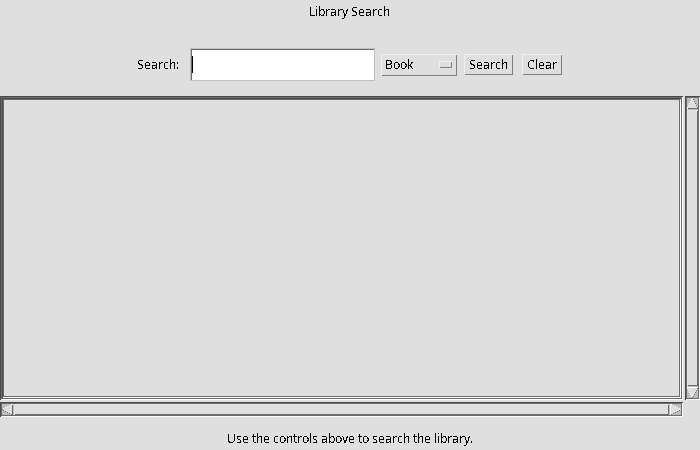 Library Search
Search: Book Search Clear
Use the controls above to search the library.